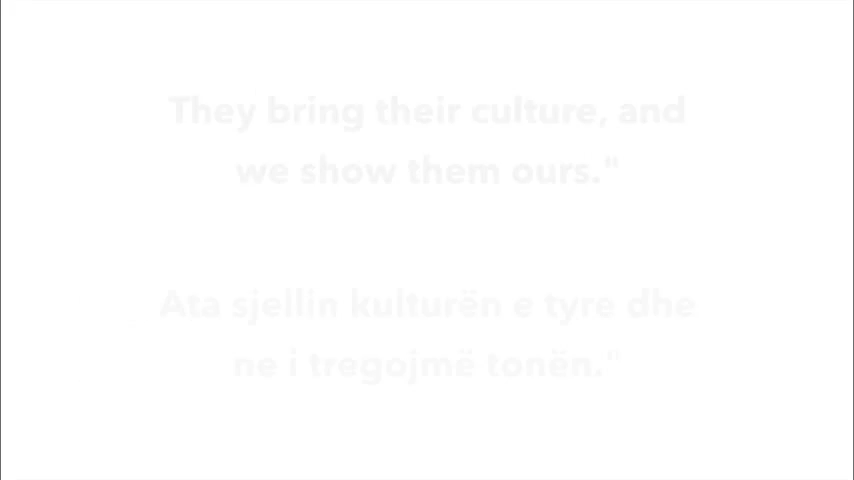 They bring their culture, and
we show them ours."
Ata sjellin kulturën e tyre dhe
ne i tregojmë tonën."